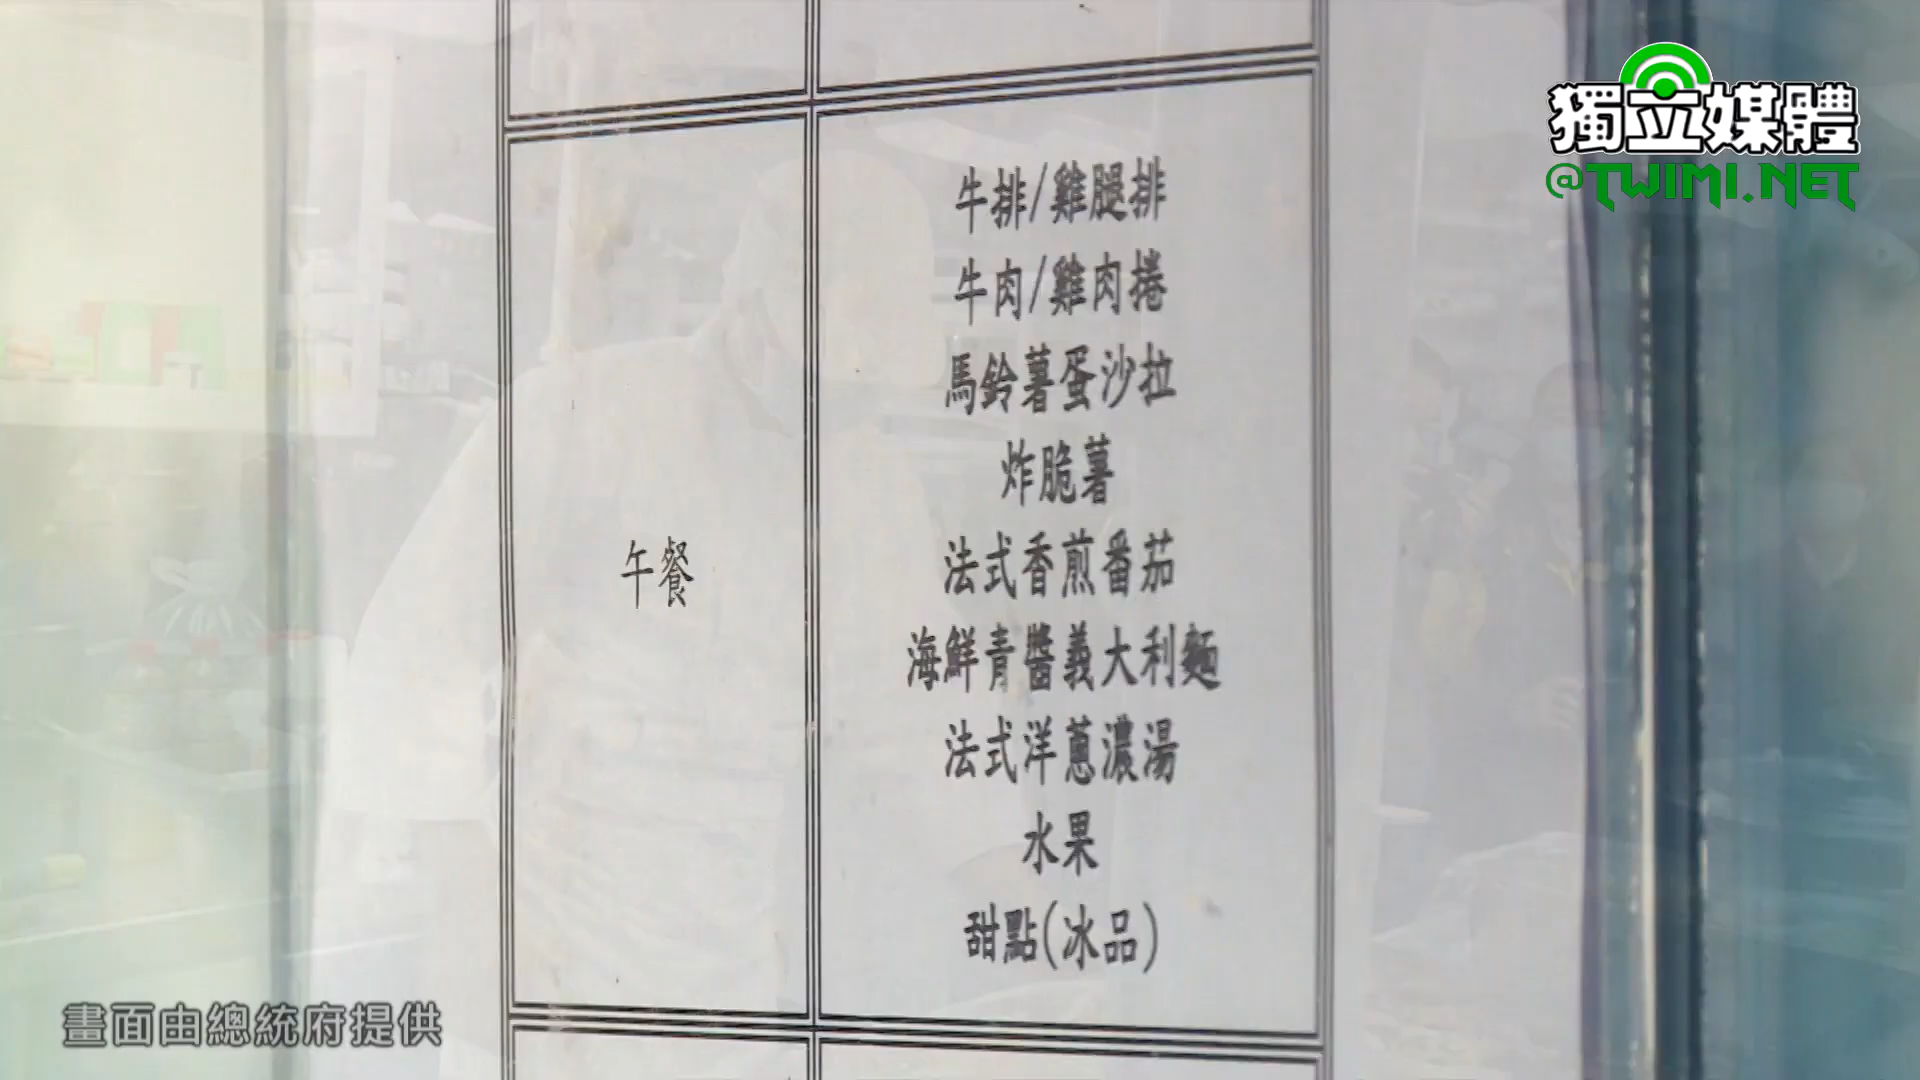 獨立媒體
@TWIMI.NET
午餐
牛排/雞腿排
牛肉/雞肉捲
馬鈴薯蛋沙拉
炸脆薯
法式香煎番茄
海鮮青醬義大利麵
法式洋蔥濃湯
水果
甜點(冰品)
畫面由總統府提供